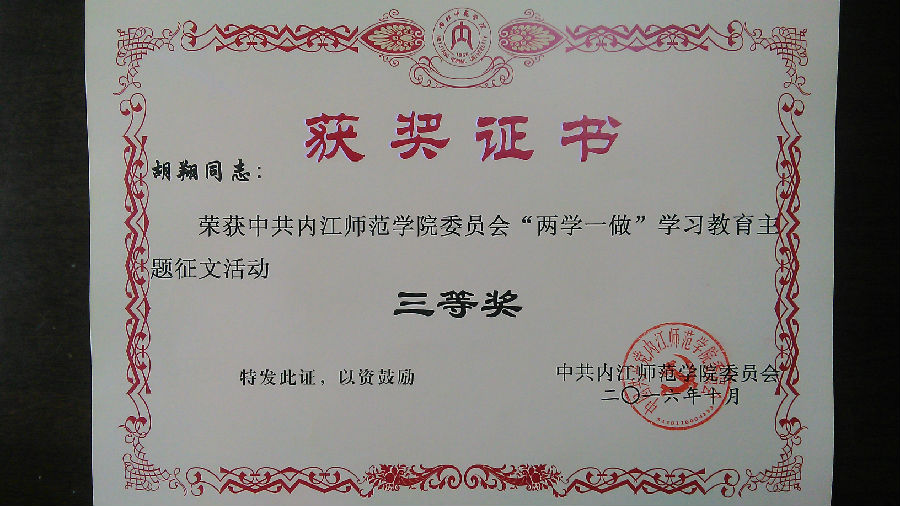 获奖证书
胡翔同志：
荣获中共内江师范学院委员会“两学一做”学习教育主
题征文活动
三等奖
特发此证，以资鼓励
中共内江师范学院委员会
二〇一六年十月